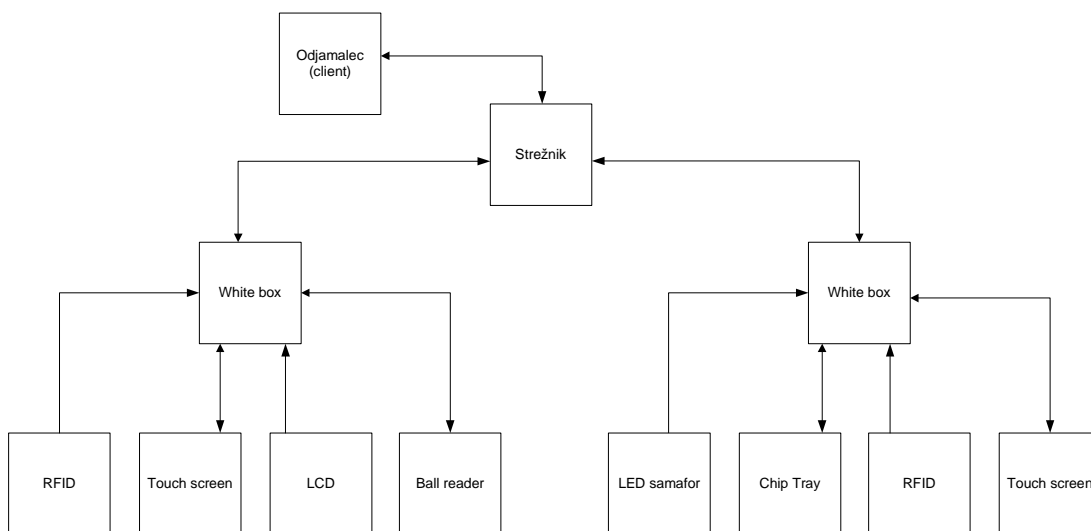 Odjamalec
(client)
Strežnik
White box
White box
RFID
Touch screen
LCD
Ball reader
LED samafor
Chip Tray
RFID
Touch screen